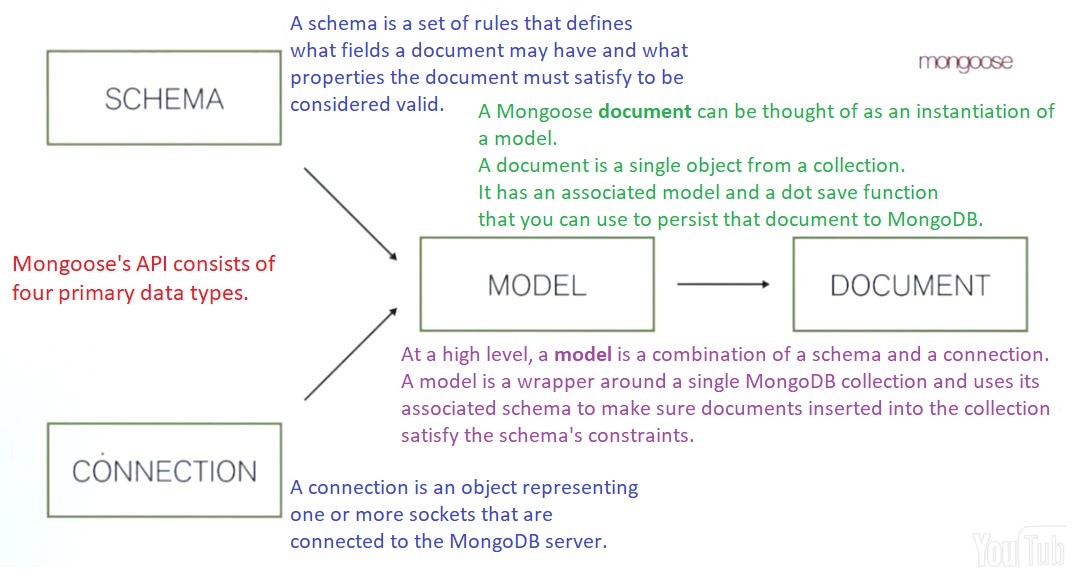 A schema is a set of rules that defines
what fields a document may have and what
properties the document must satisfy to be
considered valid.
mongoose
SCHEMA
A Mongoose document can be thought of as an instantiation of
a model.
A document is a single object from a collection.
It has an associated model and a dot save function
that you can use to persist that document to MongoDB.
Mongoose's API consists of
four primary data types.
MODEL
DOCUMENT
At a high level, a model is a combination of a schema and a connection.
A model is a wrapper around a single MongoDB collection and uses its
associated schema to make sure documents inserted into the collection
satisfy the schema's constraints.
CONNECTION
A connection is an object representing
one or more sockets that are
connected to the MongoDB server.
YouTub